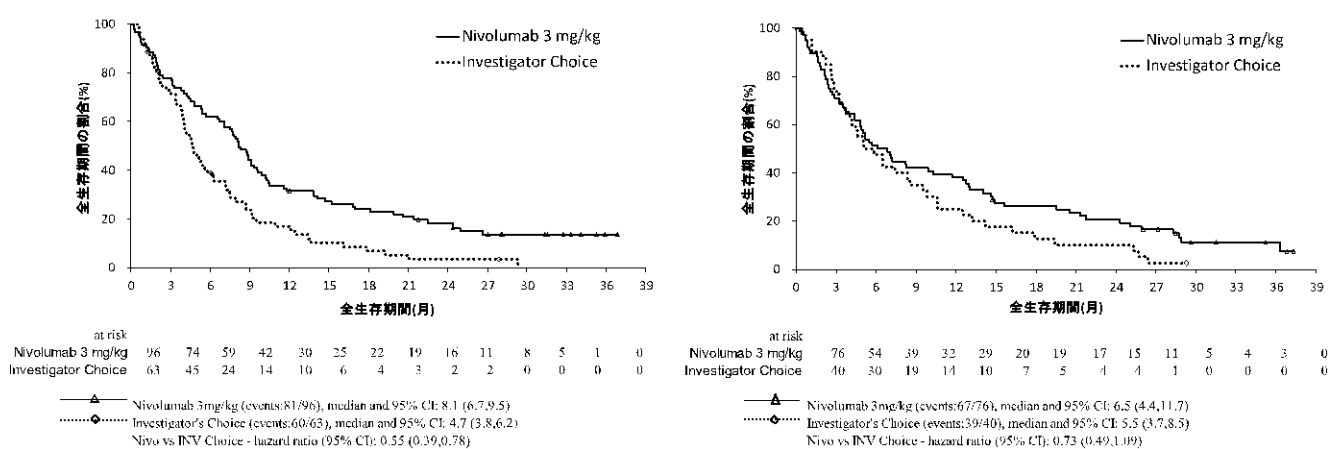 Nivolumab 3 mg/kg
Investigator Choice
全生存期間の割合(%)
100
80
60
40
20
0
0 3 6 9 12 15 18 21 24 27 30 33 36 39
全生存期間(月)
at risk
Nivolumab 3 mg/kg 96 74 59 42 30 25 22 19 16 11 8 5 1 0
Investigator Choice 63 45 24 14 10 6 4 3 2 2 0 0 0 0
Nivolumab 3mg/kg (events:81/96), median and 95% CI: 8.1 (6.7,9.5)
Investigator's Choice (events:60/63), median and 95% CI: 4.7 (3.8,6.2)
Nivo vs INV Choice - hazard ratio (95% CI): 0.55 (0.39,0.78)
Nivolumab 3 mg/kg
Investigator Choice
全生存期間の割合(%)
100
80
60
40
20
0
0 3 6 9 12 15 18 21 24 27 30 33 36 39
全生存期間(月)
at risk
Nivolumab 3 mg/kg 76 54 39 32 29 20 19 17 15 11 5 4 3 0
Investigator Choice 40 30 19 14 10 7 5 4 4 1 0 0 0 0
Nivolumab 3mg/kg (events:67/76), median and 95% CI: 6.5 (4.4,11.7)
Investigator's Choice (events:39/40), median and 95% CI: 5.5 (3.7,8.5)
Nivo vs INV Choice - hazard ratio (95% CI): 0.73 (0.49,1.09)